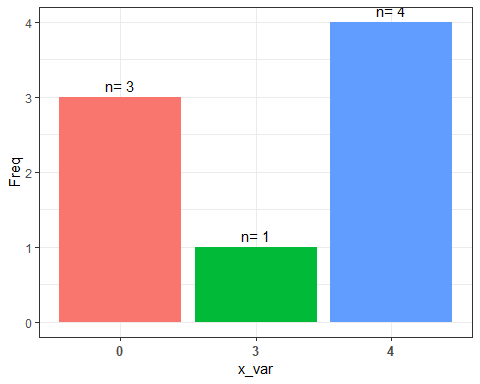 n= 4
4
n= 3
3
Freq
2
n= 1
1
0
0 3 4
x_var